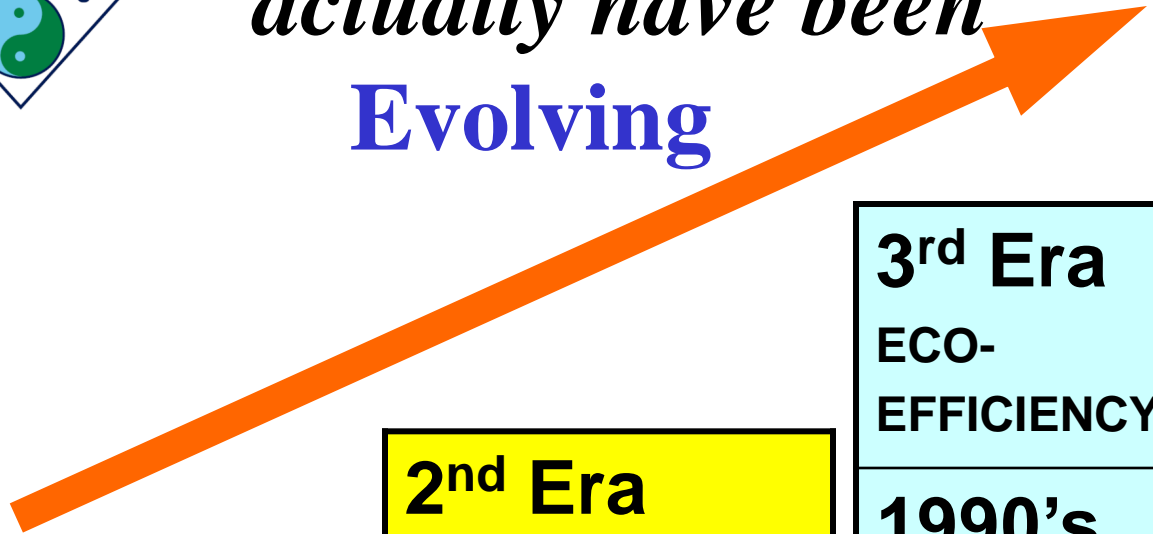 actually have been
Evolving
3rd Era
ECO-
EFFICIENCY
1990's
2nd Era